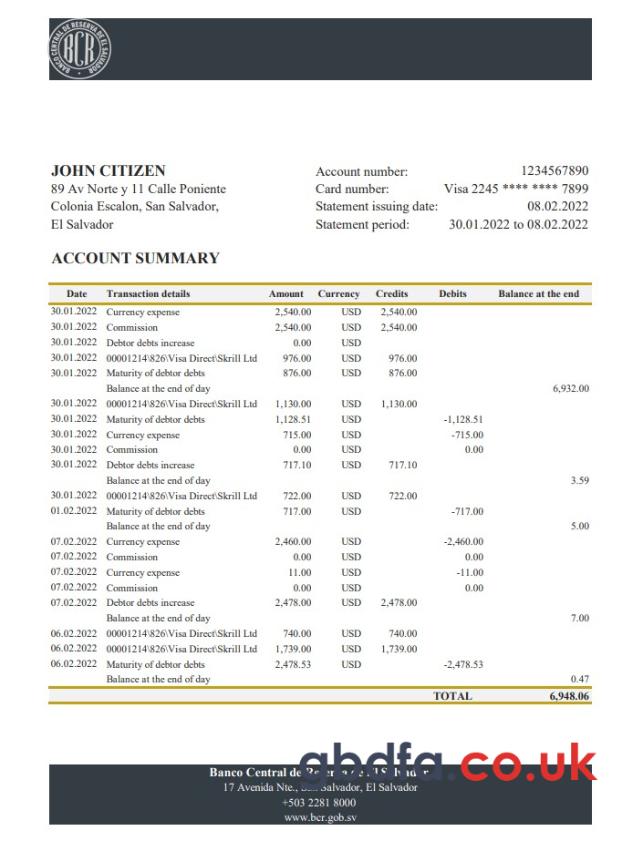 BANCO CENTRAL DE RESERVA DE EL SALVADOR
BCR
JOHN CITIZEN
89 Av Norte y 11 Calle Poniente
Colonia Escalon, San Salvador,
El Salvador
Account number: 1234567890
Card number: Visa 2245 **** **** 7899
Statement issuing date: 08.02.2022
Statement period: 30.01.2022 to 08.02.2022
ACCOUNT SUMMARY
Date Transaction details Amount Currency Credits Debits Balance at the end
30.01.2022 Currency expense 2,540.00 USD 2,540.00
30.01.2022 Commission 2,540.00 USD 2,540.00
30.01.2022 Debtor debts increase 0.00 USD
30.01.2022 00001214\826\Visa Direct\Skrill Ltd 976.00 USD 976.00
30.01.2022 Maturity of debtor debts 876.00 USD 876.00
Balance at the end of day 6,932.00
30.01.2022 00001214\826\Visa Direct\Skrill Ltd 1,130.00 USD 1,130.00
30.01.2022 Maturity of debtor debts 1,128.51 USD -1,128.51
30.01.2022 Currency expense 715.00 USD -715.00
30.01.2022 Commission 0.00 USD 0.00
30.01.2022 Debtor debts increase 717.10 USD 717.10
Balance at the end of day 3.59
30.01.2022 00001214\826\Visa Direct\Skrill Ltd 722.00 USD 722.00
01.02.2022 Maturity of debtor debts 717.00 USD -717.00
Balance at the end of day 5.00
07.02.2022 Currency expense 2,460.00 USD -2,460.00
07.02.2022 Commission 0.00 USD 0.00
07.02.2022 Currency expense 11.00 USD -11.00
07.02.2022 Commission 0.00 USD 0.00
07.02.2022 Debtor debts increase 2,478.00 USD 2,478.00
Balance at the end of day 7.00
06.02.2022 00001214\826\Visa Direct\Skrill Ltd 740.00 USD 740.00
06.02.2022 00001214\826\Visa Direct\Skrill Ltd 1,739.00 USD 1,739.00
06.02.2022 Maturity of debtor debts 2,478.53 USD -2,478.53
Balance at the end of day 0.47
TOTAL 6,948.06
gbdfa.co.uk
Banco Central de Reserva de El Salvador
17 Avenida Nte., San Salvador, El Salvador
+503 2281 8000
www.bcr.gob.sv